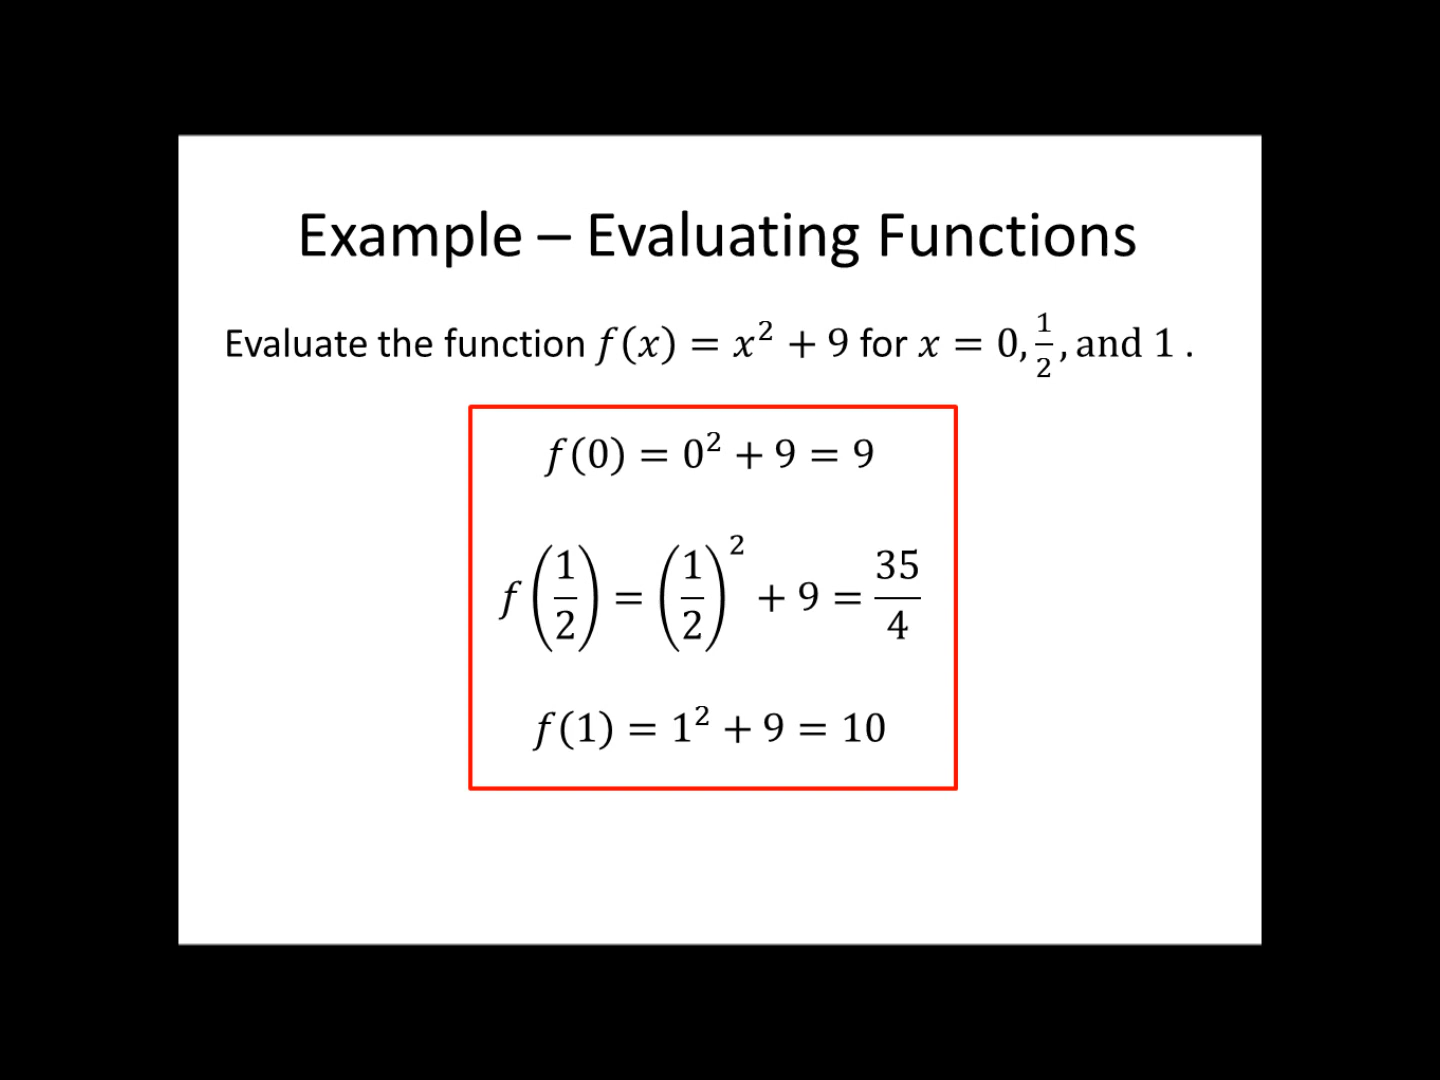 Example – Evaluating Functions
Evaluate the function f(x) = x² + 9 for x = 0, 1/2, and 1 .
f(0) = 0² + 9 = 9
f(1/2) = (1/2)² + 9 = 35/4
f(1) = 1² + 9 = 10